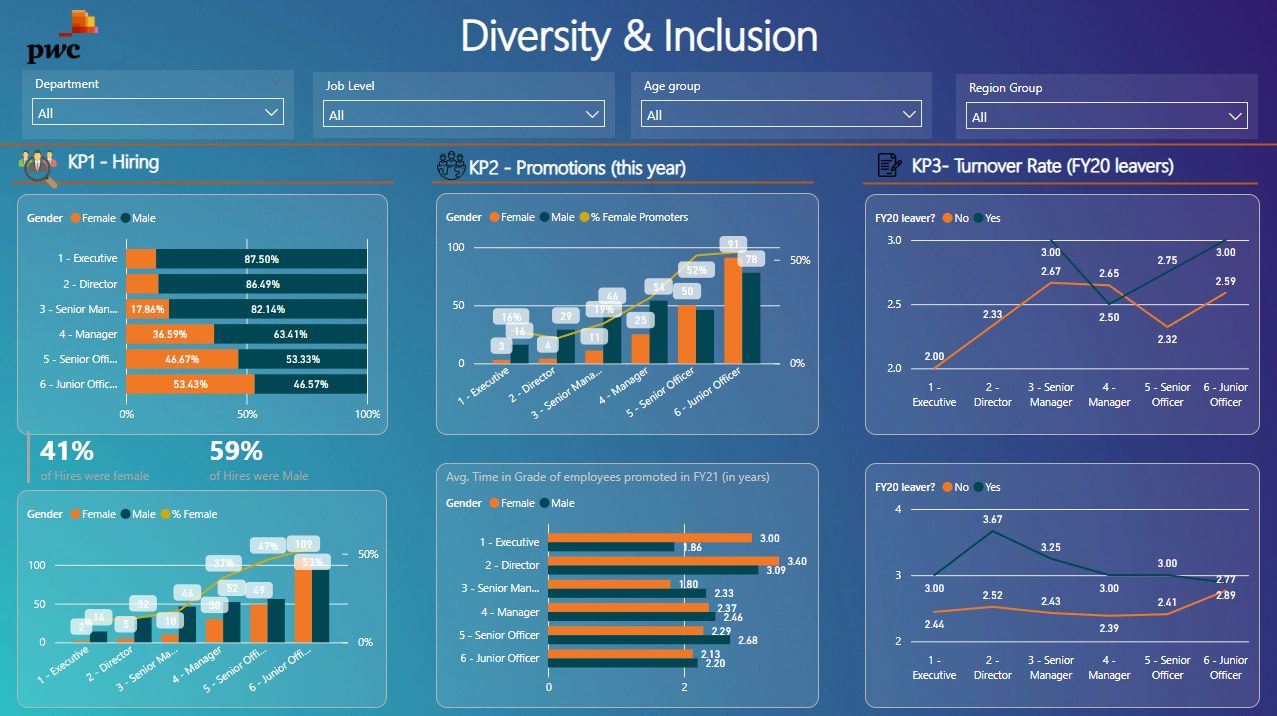 Diversity & Inclusion
pwc
Department
All
Job Level
All
Age group
All
Region Group
All
KP1 - Hiring
Gender Female Male
1 - Executive 87.50%
2 - Director 86.49%
3 - Senior Man... 17.86% 82.14%
4 - Manager 36.59% 63.41%
5 - Senior Offi... 46.67% 53.33%
6 - Junior Offic... 53.43% 46.57%
0% 50% 100%
41%
of Hires were female
59%
of Hires were Male
Gender Female Male % Female
109
47% 53% 50%
100 37%
46 52 49
50 14 32 30
2 5 10
0 0%
1 - Executive 2 - Director 3 - Senior Ma... 4 - Manager 5 - Senior Offi... 6 - Junior Offi...
KP2 - Promotions (this year)
Gender Female Male % Female Promoters
100 91
52% 78 50%
46 54 50
50 16% 29 19%
16 25
3 4 11
0 0%
1 - Executive 2 - Director 3 - Senior Mana... 4 - Manager 5 - Senior Officer 6 - Junior Officer
Avg. Time in Grade of employees promoted in FY21 (in years)
Gender Female Male
1 - Executive 3.00
1.86
2 - Director 3.40
3.09
3 - Senior Man... 1.80
2.33
4 - Manager 2.37
2.46
5 - Senior Officer 2.29
2.68
6 - Junior Officer 2.13
2.20
0 2
KP3- Turnover Rate (FY20 leavers)
FY20 leaver? No Yes
3.0
3.00 2.75 3.00
2.67 2.65 2.59
2.5
2.33 2.50 2.32
2.00
2.0
1 - Executive 2 - Director 3 - Senior Manager 4 - Manager 5 - Senior Officer 6 - Junior Officer
FY20 leaver? No Yes
4
3.67
3.25
3.00
3 2.77
3.00 3.00 2.89
2.52 2.43 2.41
2.44 2.39
2
1 - Executive 2 - Director 3 - Senior Manager 4 - Manager 5 - Senior Officer 6 - Junior Officer